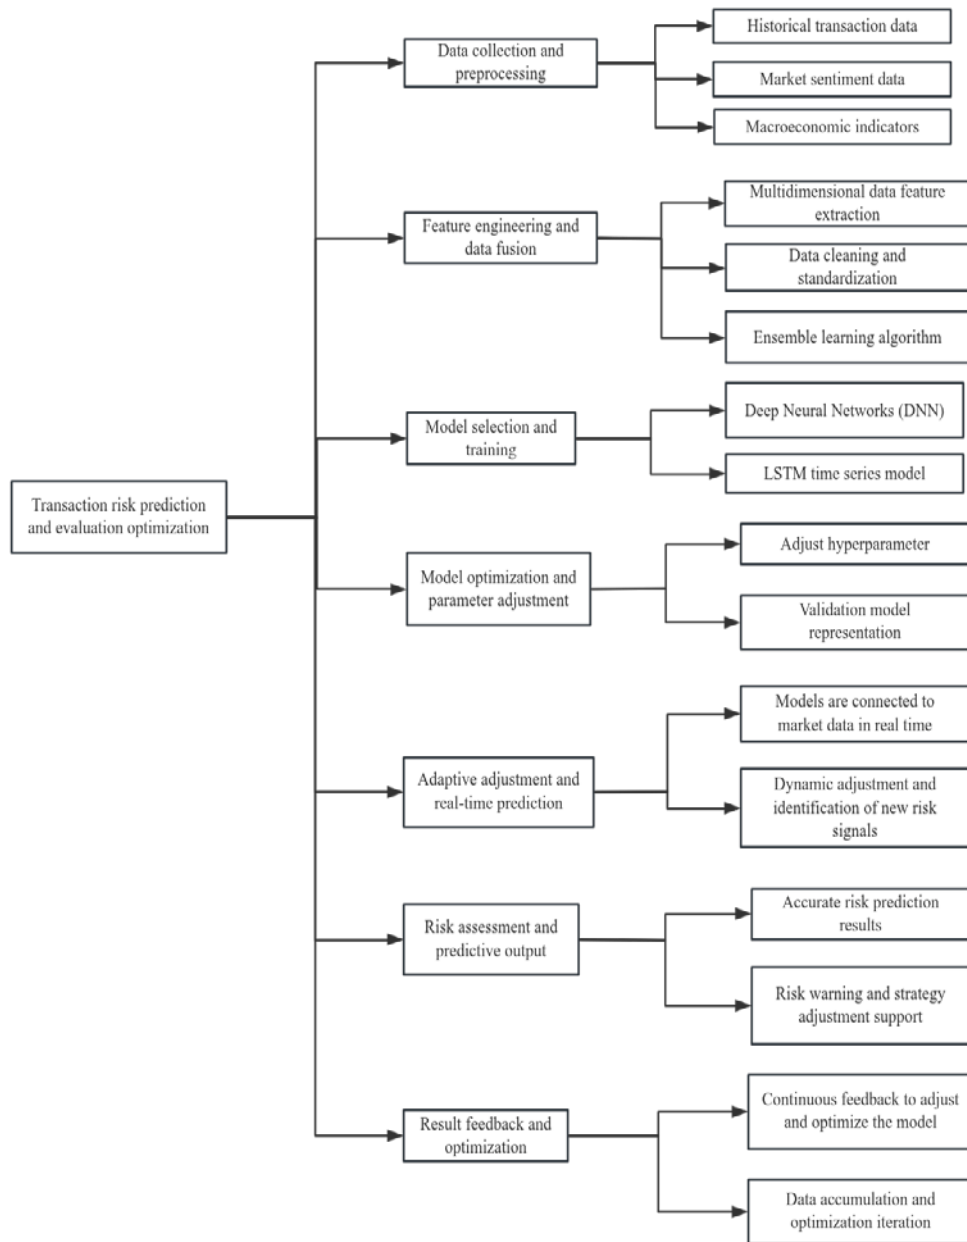 Historical transaction data
Data collection and
preprocessing
Market sentiment data
Macroeconomic indicators
Multidimensional data feature
extraction
Feature engineering and
data fusion
Data cleaning and
standardization
Ensemble learning algorithm
Deep Neural Networks (DNN)
Model selection and
training
LSTM time series model
Transaction risk prediction
and evaluation optimization
Adjust hyperparameter
Model optimization and
parameter adjustment
Validation model
representation
Models are connected to
market data in real time
Adaptive adjustment and
real-time prediction
Dynamic adjustment and
identification of new risk
signals
Accurate risk prediction
results
Risk assessment and
predictive output
Risk warning and strategy
adjustment support
Continuous feedback to adjust
and optimize the model
Result feedback and
optimization
Data accumulation and
optimization iteration